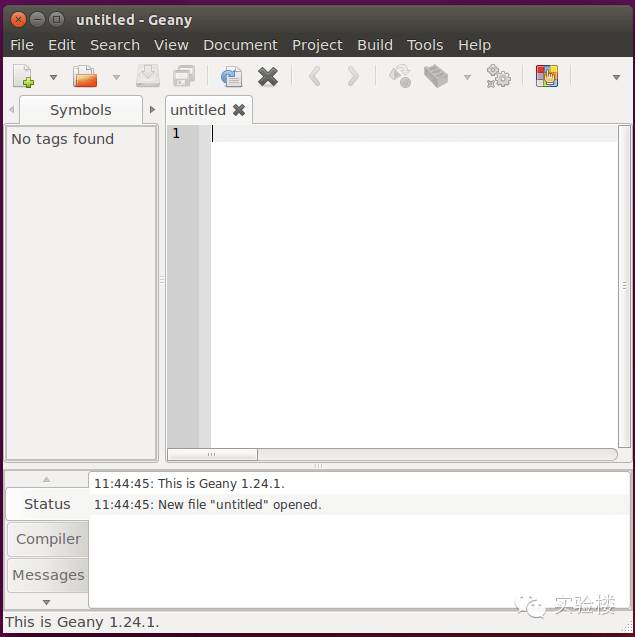 untitled - Geany
File Edit Search View Document Project Build Tools Help
Symbols
untitled
No tags found
1
11:44:45: This is Geany 1.24.1.
Status
11:44:45: New file "untitled" opened.
Compiler
Messages
实验楼
This is Geany 1.24.1.